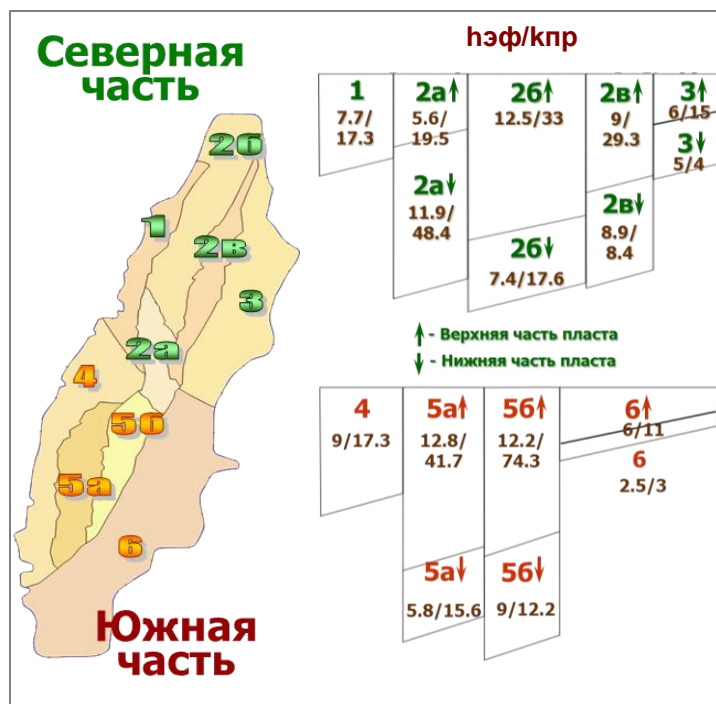 Северная
часть
2б
1
2в
3
2а
4
5б
5а
6
Южная
часть
hэф/kпр
1
7.7/
17.3
2а↑
5.6/
19.5
2б↑
12.5/33
2в↑
9/
29.3
3↑
6/15
3↓
5/4
2а↓
11.9/
48.4
2б↓
7.4/17.6
2в↓
8.9/
8.4
↑ - Верхняя часть пласта
↓ - Нижняя часть пласта
4
9/17.3
5а↑
12.8/
41.7
5б↑
12.2/
74.3
6↑
6/11
6
2.5/3
5а↓
5.8/15.6
5б↓
9/12.2